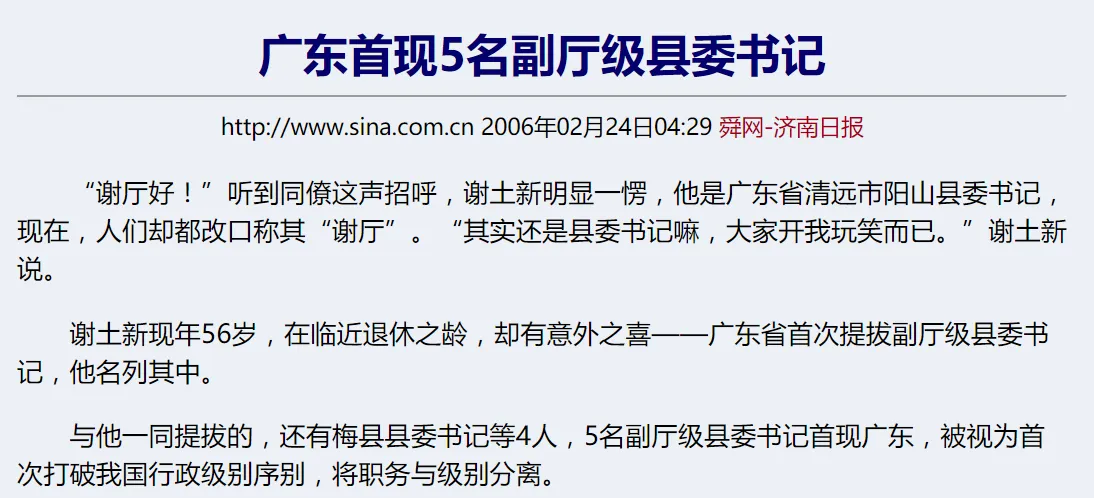 广东首现5名副厅级县委书记
http://www.sina.com.cn 2006年02月24日04:29 舜网-济南日报
“谢厅好！”听到同僚这声招呼，谢土新明显一愣，他是广东省清远市阳山县委书记，
现在，人们却都改口称其“谢厅”。“其实还是县委书记嘛，大家开我玩笑而已。”谢土新
说。
谢土新现年56岁，在临近退休之龄，却有意外之喜——广东省首次提拔副厅级县委书
记，他名列其中。
与他一同提拔的，还有梅县县委书记等4人，5名副厅级县委书记首现广东，被视为首
次打破我国行政级别序别，将职务与级别分离。